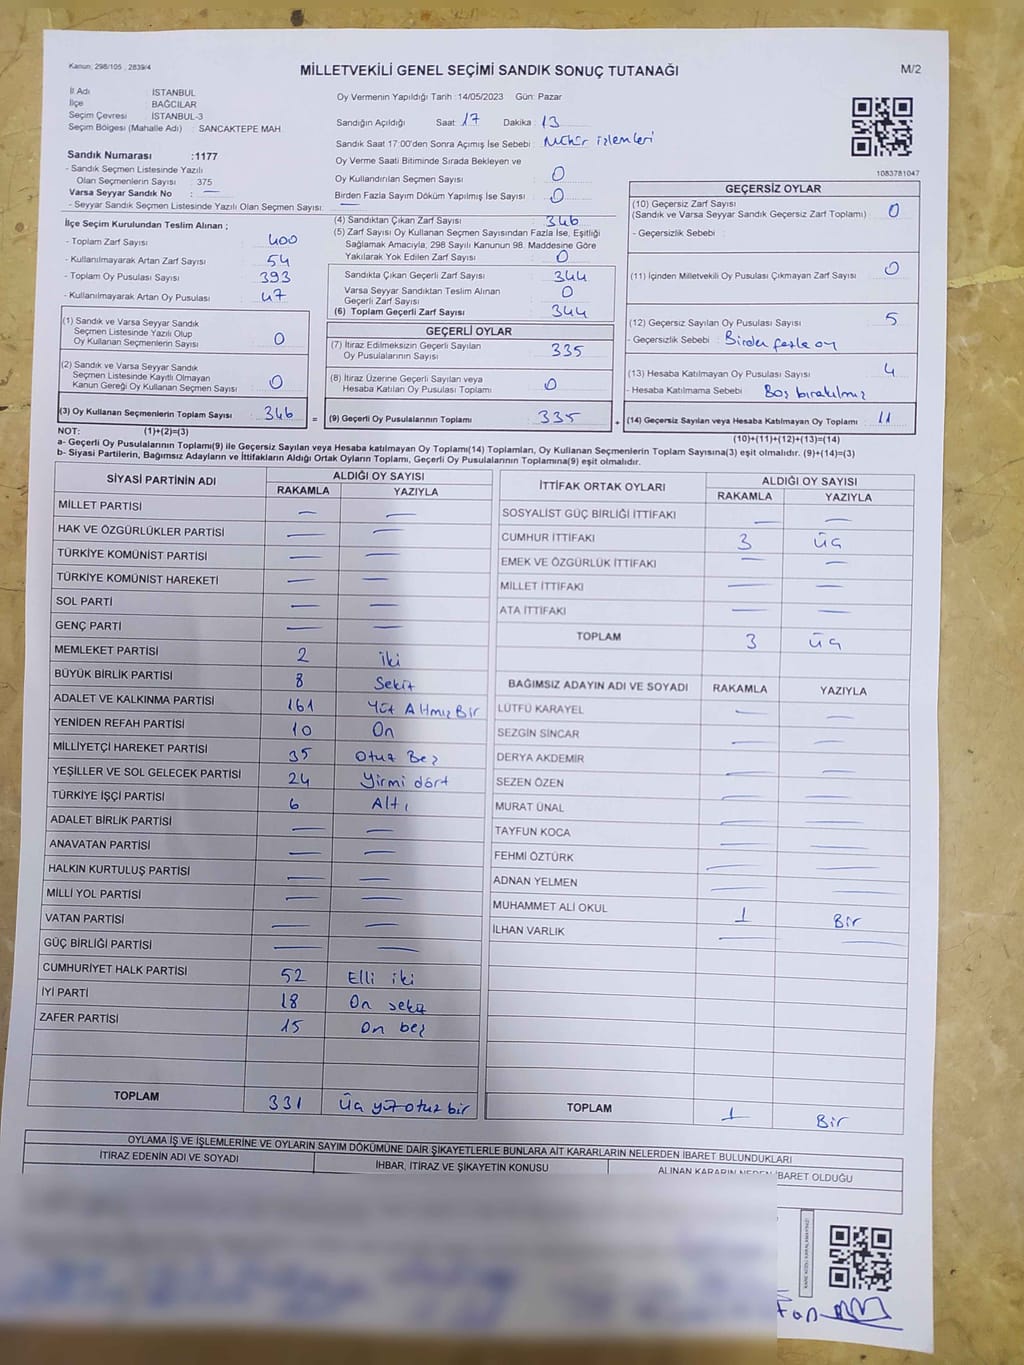 Kanun, 298/105 , 2839/4
MİLLETVEKİLİ GENEL SEÇİMİ SANDIK SONUÇ TUTANAĞI
M/2
İl Adı : İSTANBUL
İlçe : BAĞCILAR
Seçim Çevresi : İSTANBUL-3
Seçim Bölgesi (Mahalle Adı) : SANCAKTEPE MAH.
Sandık Numarası :1177
- Sandık Seçmen Listesinde Yazılı
Olan Seçmenlerin Sayısı : 375
Varsa Seyyar Sandık No : —
- Seyyar Sandık Seçmen Listesinde Yazılı Olan Seçmen Sayısı: —
İlçe Seçim Kurulundan Teslim Alınan ;
- Toplam Zarf Sayısı : 400
- Kullanılmayarak Artan Zarf Sayısı : 54
- Toplam Oy Pusulası Sayısı : 393
- Kullanılmayarak Artan Oy Pusulası : 47
(1) Sandık ve Varsa Seyyar Sandık
Seçmen Listesinde Yazılı Olup
Oy Kullanan Seçmenlerin Sayısı : 0
(2) Sandık ve Varsa Seyyar Sandık
Seçmen Listesinde Kayıtlı Olmayan
Kanun Gereği Oy Kullanan Seçmen Sayısı : 0
(3) Oy Kullanan Seçmenlerin Toplam Sayısı : 346
(1)+(2)=(3)
Oy Vermenin Yapıldığı Tarih :14/05/2023 Gün: Pazar
Sandığın Açıldığı Saat : 17 Dakika : 13
Sandık Saat 17:00'den Sonra Açımış İse Sebebi : Mühür işlemleri
Oy Verme Saati Bitiminde Sırada Bekleyen ve
Oy Kullandırılan Seçmen Sayısı : 0
Birden Fazla Sayım Döküm Yapılmış İse Sayısı : 0
(4) Sandıktan Çıkan Zarf Sayısı : 346
(5) Zarf Sayısı Oy Kullanan Seçmen Sayısından Fazla İse, Eşitliği
Sağlamak Amacıyla, 298 Sayılı Kanunun 98. Maddesine Göre
Yakılarak Yok Edilen Zarf Sayısı : 0
Sandıkta Çıkan Geçerli Zarf Sayısı : 344
Varsa Seyyar Sandıktan Teslim Alınan
Geçerli Zarf Sayısı : 0
(6) Toplam Geçerli Zarf Sayısı : 344
GEÇERLİ OYLAR
(7) İtiraz Edilmeksizin Geçerli Sayılan
Oy Pusulalarının Sayısı : 335
(8) İtiraz Üzerine Geçerli Sayılan veya
Hesaba Katılan Oy Pusulası Toplamı : 0
= (9) Geçerli Oy Pusulalarının Toplamı : 335
1083781047
GEÇERSİZ OYLAR
(10) Geçersiz Zarf Sayısı
(Sandık ve Varsa Seyyar Sandık Geçersiz Zarf Toplamı) : 0
- Geçersizlik Sebebi :
(11) İçinden Milletvekili Oy Pusulası Çıkmayan Zarf Sayısı : 0
(12) Geçersiz Sayılan Oy Pusulası Sayısı : 5
- Geçersizlik Sebebi : Birden fazla oy
(13) Hesaba Katılmayan Oy Pusulası Sayısı : 4
- Hesaba Katılmama Sebebi : Boş bırakılmış
+ (14) Geçersiz Sayılan veya Hesaba Katılmayan Oy Toplamı : 11
(10)+(11)+(12)+(13)=(14)
NOT:
a- Geçerli Oy Pusulalarının Toplamı(9) ile Geçersiz Sayılan veya Hesaba katılmayan Oy Toplamı(14) Toplamları, Oy Kullanan Seçmenlerin Toplam Sayısına(3) eşit olmalıdır. (9)+(14)=(3)
b- Siyasi Partilerin, Bağımsız Adayların ve İttifakların Aldığı Ortak Oyların Toplamı, Geçerli Oy Pusulalarının Toplamına(9) eşit olmalıdır.
SİYASİ PARTİNİN ADI ALDIĞI OY SAYISI
RAKAMLA YAZIYLA
MİLLET PARTİSİ — —
HAK VE ÖZGÜRLÜKLER PARTİSİ — —
TÜRKİYE KOMÜNİST PARTİSİ — —
TÜRKİYE KOMÜNİST HAREKETİ — —
SOL PARTİ — —
GENÇ PARTİ — —
MEMLEKET PARTİSİ 2 iki
BÜYÜK BİRLİK PARTİSİ 8 Sekiz
ADALET VE KALKINMA PARTİSİ 161 Yüz Altmış Bir
YENİDEN REFAH PARTİSİ 10 On
MİLLİYETÇİ HAREKET PARTİSİ 35 Otuz Beş
YEŞİLLER VE SOL GELECEK PARTİSİ 24 Yirmi dört
TÜRKİYE İŞÇİ PARTİSİ 6 Altı
ADALET BİRLİK PARTİSİ — —
ANAVATAN PARTİSİ — —
HALKIN KURTULUŞ PARTİSİ — —
MİLLİ YOL PARTİSİ — —
VATAN PARTİSİ — —
GÜÇ BİRLİĞİ PARTİSİ — —
CUMHURİYET HALK PARTİSİ 52 Elli iki
İYİ PARTİ 18 On sekiz
ZAFER PARTİSİ 15 On beş
TOPLAM 331 Üç yüz otuz bir
İTTİFAK ORTAK OYLARI ALDIĞI OY SAYISI
RAKAMLA YAZIYLA
SOSYALİST GÜÇ BİRLİĞİ İTTİFAKI — —
CUMHUR İTTİFAKI 3 Üç
EMEK VE ÖZGÜRLÜK İTTİFAKI — —
MİLLET İTTİFAKI — —
ATA İTTİFAKI — —
TOPLAM 3 Üç
BAĞIMSIZ ADAYIN ADI VE SOYADI RAKAMLA YAZIYLA
LÜTFÜ KARAYEL — —
SEZGİN SİNCAR — —
DERYA AKDEMİR — —
SEZEN ÖZEN — —
MURAT ÜNAL — —
TAYFUN KOCA — —
FEHMİ ÖZTÜRK — —
ADNAN YELMEN — —
MUHAMMET ALİ OKUL 1 Bir
İLHAN VARLIK — —
TOPLAM 1 Bir
OYLAMA İŞ VE İŞLEMLERİNE VE OYLARIN SAYIM DÖKÜMÜNE DAİR ŞİKAYETLERLE BUNLARA AİT KARARLARIN NELERDEN İBARET BULUNDUKLARI
İTİRAZ EDENİN ADI VE SOYADI İHBAR, İTİRAZ VE ŞİKAYETİN KONUSU ALINAN KARARIN NEDEN İBARET OLDUĞU